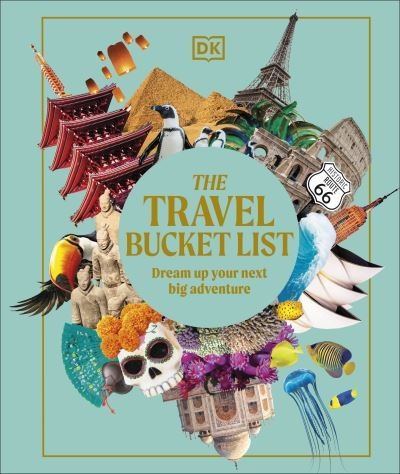 DK
THE
TRAVEL
BUCKET LIST
Dream up your next
big adventure
HISTORIC
ROUTE
66